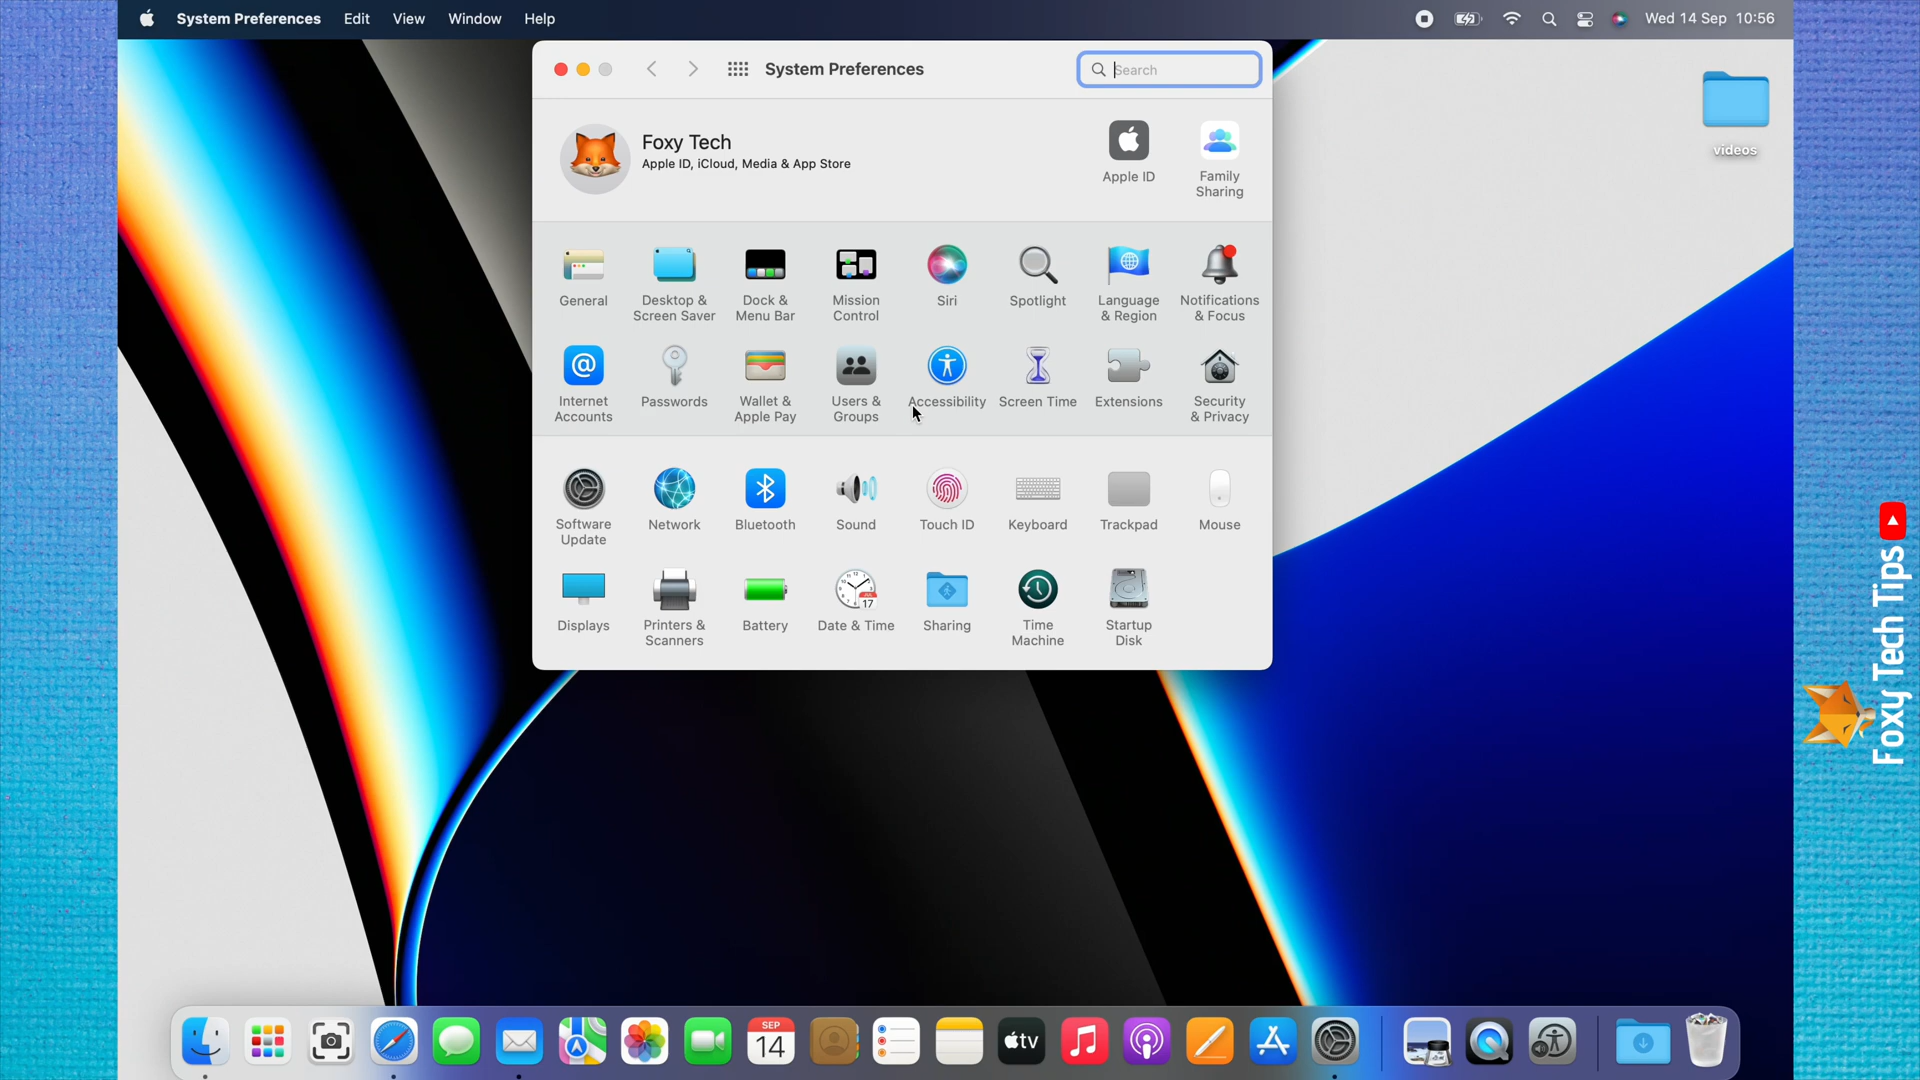 System Preferences Edit View Window Help
Wed 14 Sep 10:56
System Preferences
Search
videos
Foxy Tech
Apple ID, iCloud, Media & App Store
Apple ID
Family
Sharing
General
Desktop &
Screen Saver
Dock &
Menu Bar
Mission
Control
Siri
Spotlight
Language
& Region
Notifications
& Focus
@
Internet
Accounts
Passwords
Wallet &
Apple Pay
Users &
Groups
Accessibility
Screen Time
Extensions
Security
& Privacy
Software
Update
Network
Bluetooth
Sound
Touch ID
Keyboard
Trackpad
Mouse
Displays
Printers &
Scanners
Battery
17
Date & Time
Sharing
Time
Machine
Startup
Disk
Foxy Tech Tips
SEP
14
tv